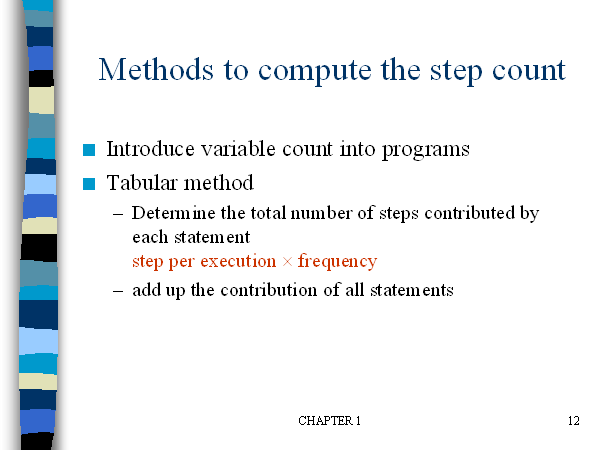 Methods to compute the step count
■ Introduce variable count into programs
■ Tabular method
– Determine the total number of steps contributed by
each statement
step per execution × frequency
– add up the contribution of all statements
CHAPTER 1
12